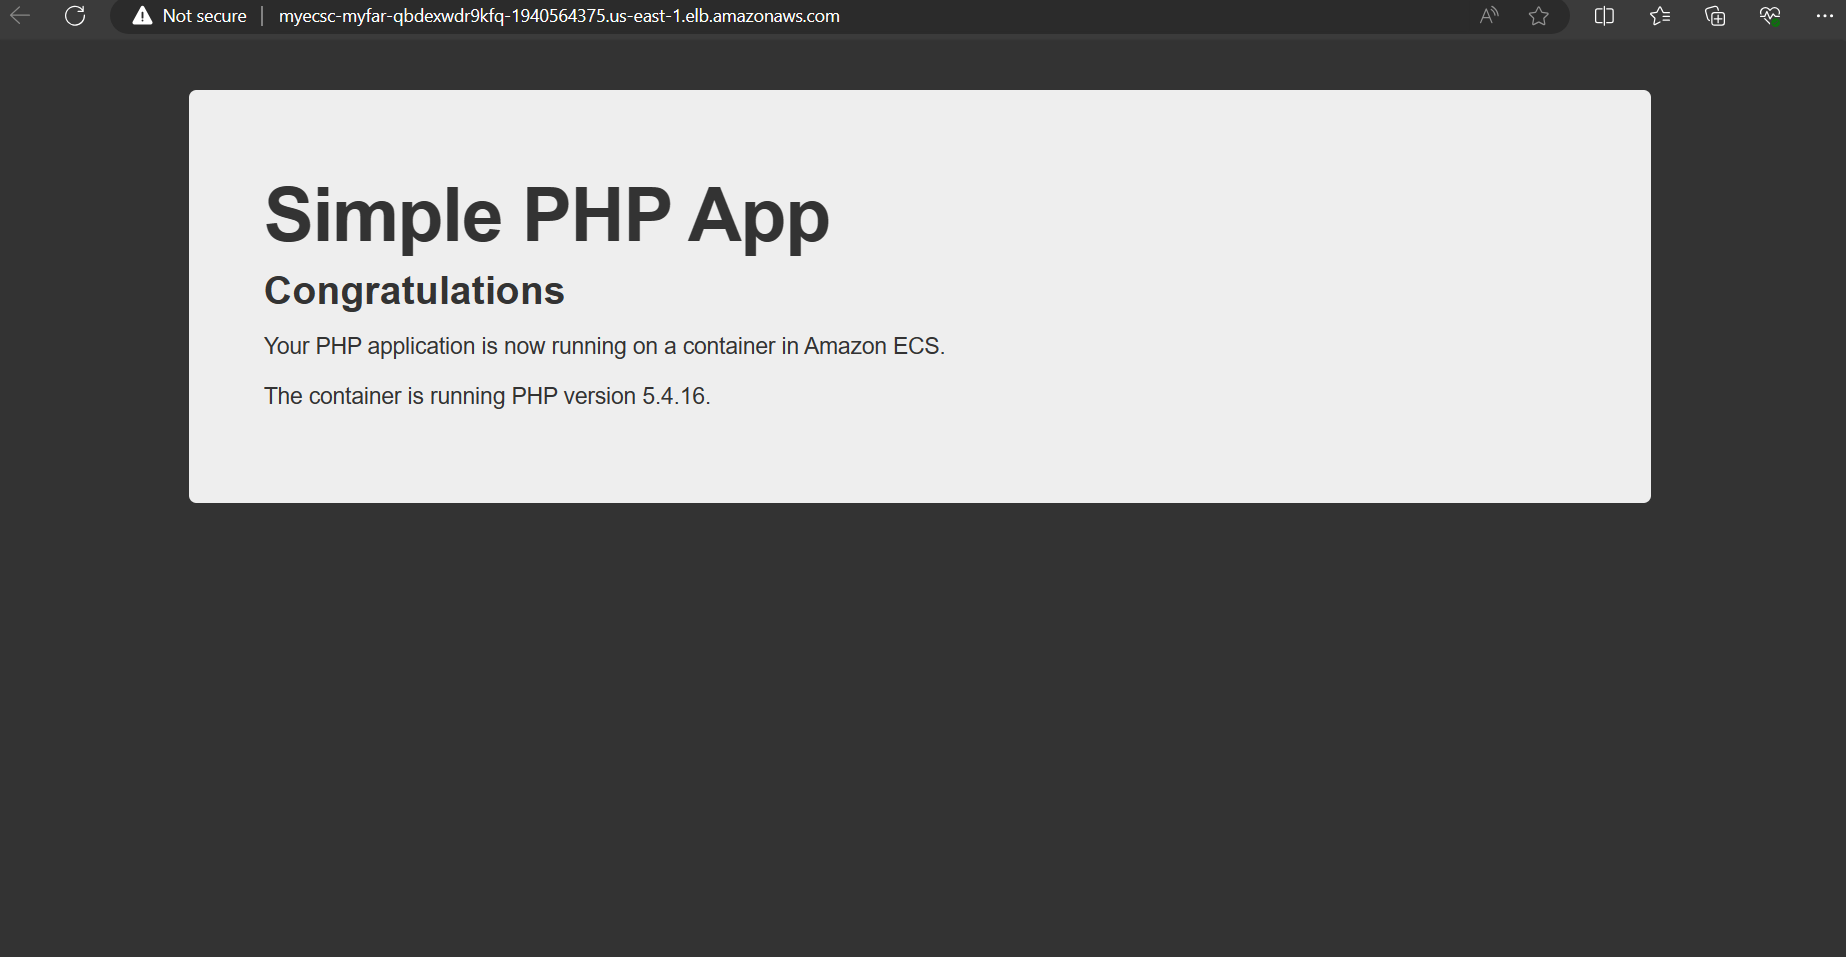 Not secure | myecsc-myfar-qbdexwdr9kfq-1940564375.us-east-1.elb.amazonaws.com
Simple PHP App
Congratulations
Your PHP application is now running on a container in Amazon ECS.
The container is running PHP version 5.4.16.